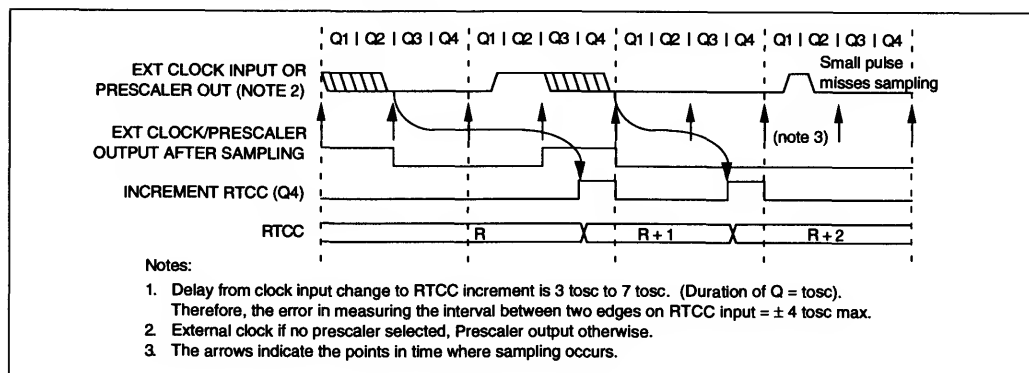 Q1 | Q2 | Q3 | Q4 Q1 | Q2 | Q3 | Q4 Q1 | Q2 | Q3 | Q4 Q1 | Q2 | Q3 | Q4
EXT CLOCK INPUT OR
PRESCALER OUT (NOTE 2)
Small pulse
misses sampling
EXT CLOCK/PRESCALER
OUTPUT AFTER SAMPLING
(note 3)
INCREMENT RTCC (Q4)
RTCC R R + 1 R + 2
Notes:
1. Delay from clock input change to RTCC increment is 3 tosc to 7 tosc. (Duration of Q = tosc).
Therefore, the error in measuring the interval between two edges on RTCC input = ± 4 tosc max.
2. External clock if no prescaler selected, Prescaler output otherwise.
3. The arrows indicate the points in time where sampling occurs.